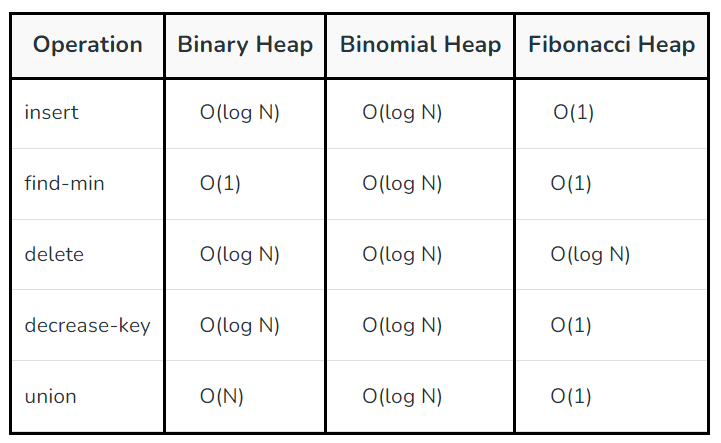 Operation Binary Heap Binomial Heap Fibonacci Heap
insert O(log N) O(log N) O(1)
find-min O(1) O(log N) O(1)
delete O(log N) O(log N) O(log N)
decrease-key O(log N) O(log N) O(1)
union O(N) O(log N) O(1)